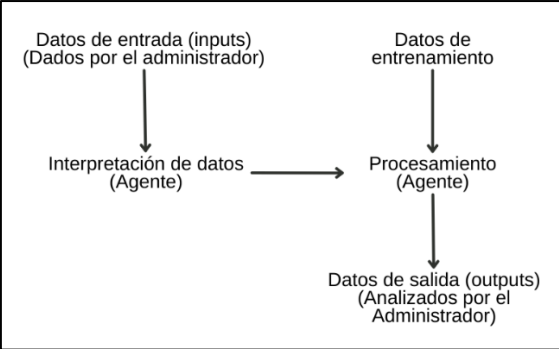 Datos de entrada (inputs)
(Dados por el administrador)
Datos de
entrenamiento
Interpretación de datos
(Agente)
Procesamiento
(Agente)
Datos de salida (outputs)
(Analizados por el
Administrador)